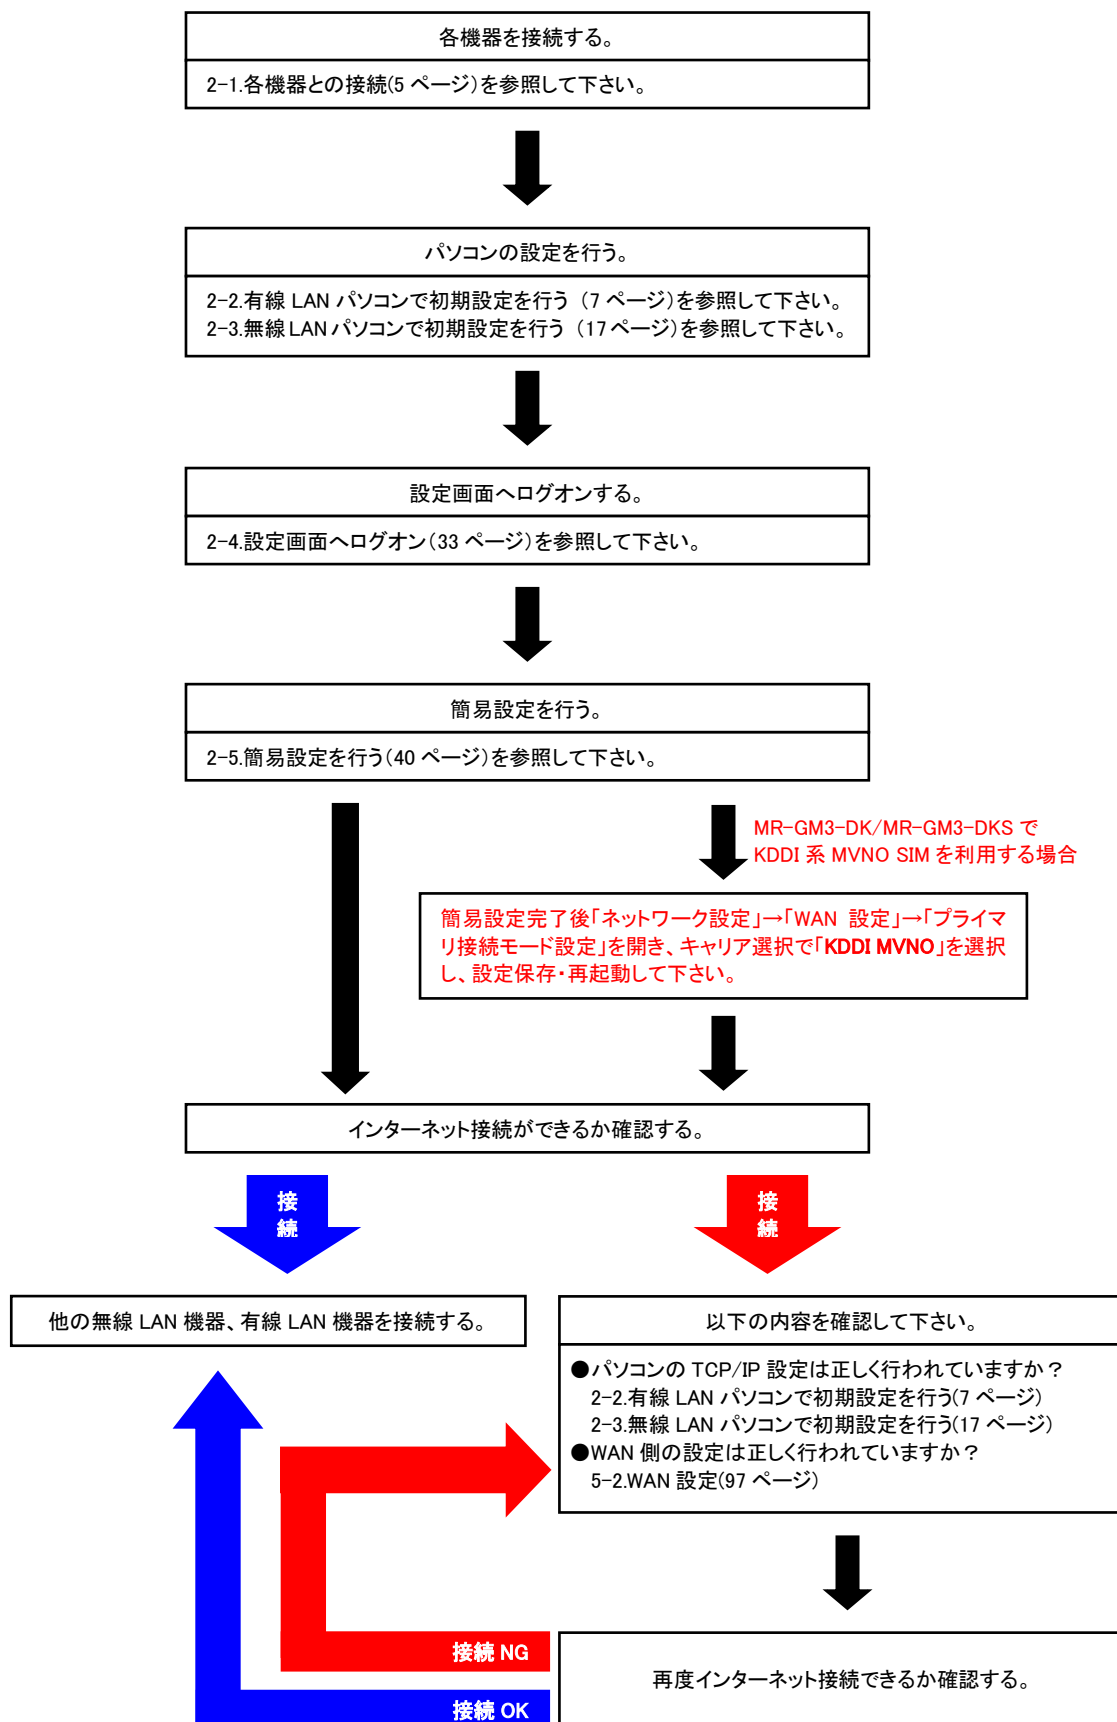 各機器を接続する。
2-1.各機器との接続(5 ページ)を参照して下さい。
パソコンの設定を行う。
2-2.有線 LAN パソコンで初期設定を行う (7 ページ)を参照して下さい。
2-3.無線 LAN パソコンで初期設定を行う (17 ページ)を参照して下さい。
設定画面へログオンする。
2-4.設定画面へログオン(33 ページ)を参照して下さい。
簡易設定を行う。
2-5.簡易設定を行う(40 ページ)を参照して下さい。
MR-GM3-DK/MR-GM3-DKS で
KDDI 系 MVNO SIM を利用する場合
簡易設定完了後「ネットワーク設定」→「WAN 設定」→「プライマ
リ接続モード設定」を開き、キャリア選択で「KDDI MVNO」を選択
し、設定保存・再起動して下さい。
インターネット接続ができるか確認する。
接
続
接
続
他の無線 LAN 機器、有線 LAN 機器を接続する。
以下の内容を確認して下さい。
●パソコンの TCP/IP 設定は正しく行われていますか？
2-2.有線 LAN パソコンで初期設定を行う(7 ページ)
2-3.無線 LAN パソコンで初期設定を行う(17 ページ)
●WAN 側の設定は正しく行われていますか？
5-2.WAN 設定(97 ページ)
接続 NG
再度インターネット接続できるか確認する。
接続 OK